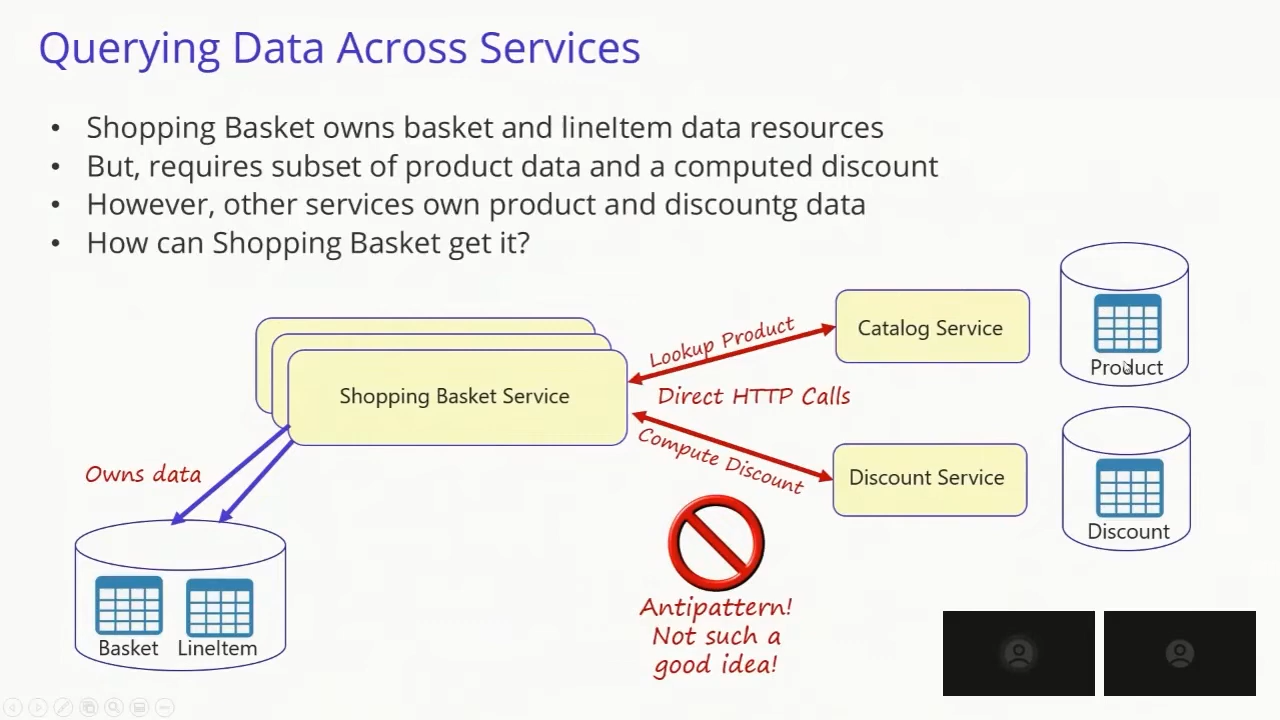 Querying Data Across Services
• Shopping Basket owns basket and lineItem data resources
• But, requires subset of product data and a computed discount
• However, other services own product and discountg data
• How can Shopping Basket get it?
Lookup Product
Catalog Service
Product
Shopping Basket Service
Direct HTTP Calls
Compute Discount
Owns data
Discount Service
Discount
Antipattern!
Not such a
good idea!
Basket
LineItem